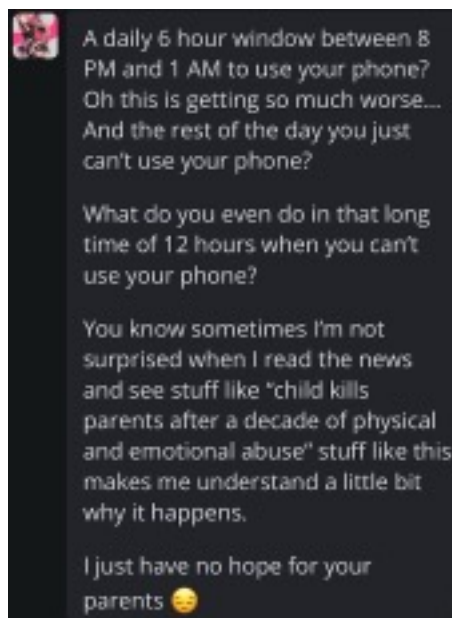 A daily 6 hour window between 8
PM and 1 AM to use your phone?
Oh this is getting so much worse...
And the rest of the day you just
can't use your phone?
What do you even do in that long
time of 12 hours when you can't
use your phone?
You know sometimes I'm not
surprised when I read the news
and see stuff like "child kills
parents after a decade of physical
and emotional abuse" stuff like this
makes me understand a little bit
why it happens.
I just have no hope for your
parents 😔